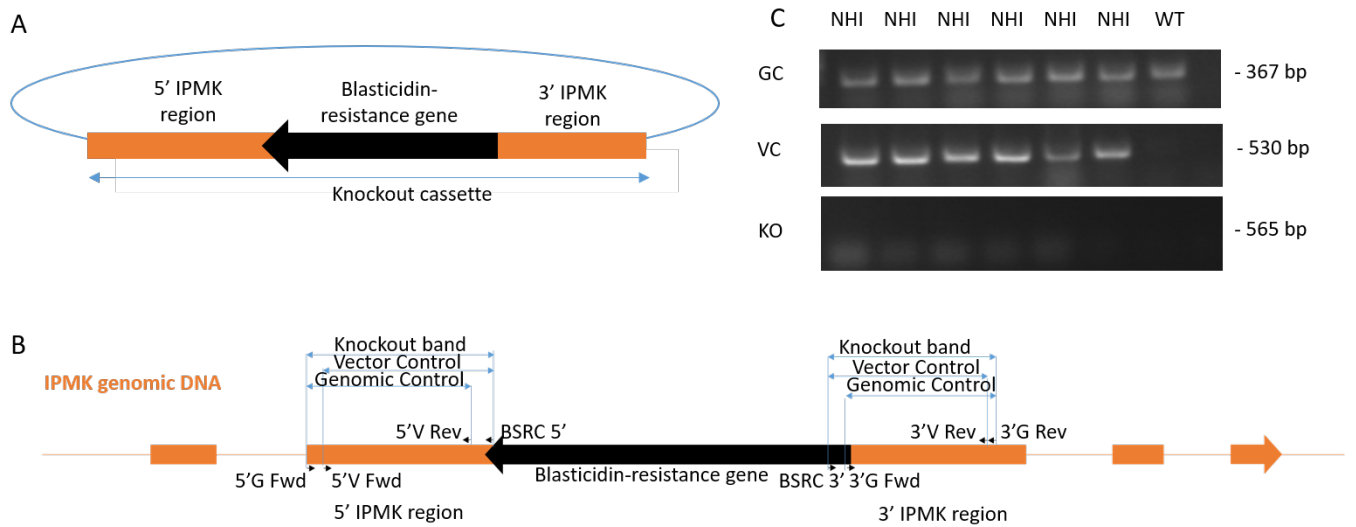 A
5' IPMK
region
Blasticidin-
resistance gene
3' IPMK
region
Knockout cassette
C
NHI NHI NHI NHI NHI NHI WT
GC
- 367 bp
VC
- 530 bp
KO
- 565 bp
B
IPMK genomic DNA
Knockout band
Vector Control
Genomic Control
Knockout band
Vector Control
Genomic Control
5'V Rev
BSRC 5'
3'V Rev
3'G Rev
5'G Fwd
5'V Fwd
Blasticidin-resistance gene
BSRC 3'
3'G Fwd
5' IPMK region
3' IPMK region